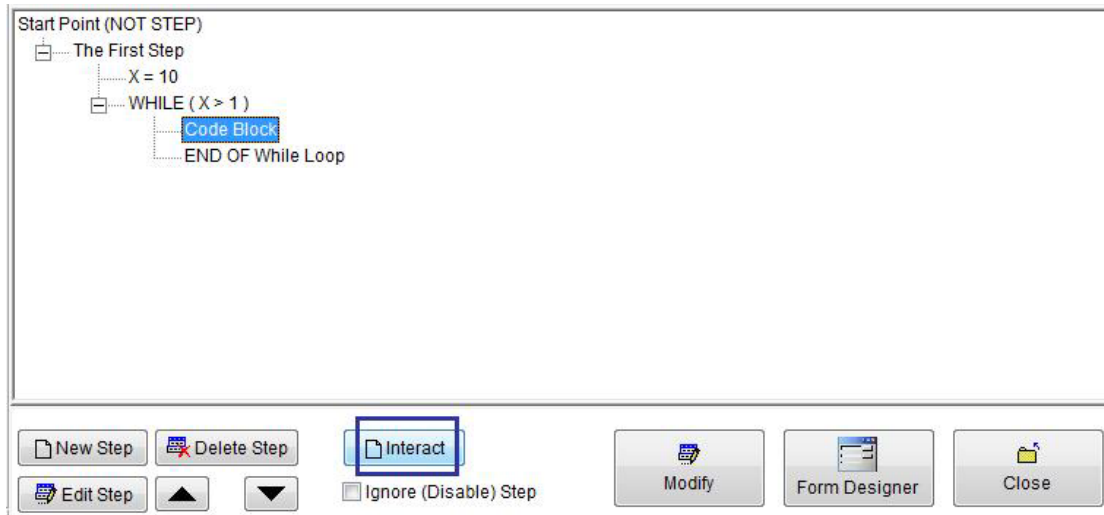 Start Point (NOT STEP)
The First Step
X = 10
WHILE ( X > 1 )
Code Block
END OF While Loop
New Step
Delete Step
Interact
Edit Step
Ignore (Disable) Step
Modify
Form Designer
Close